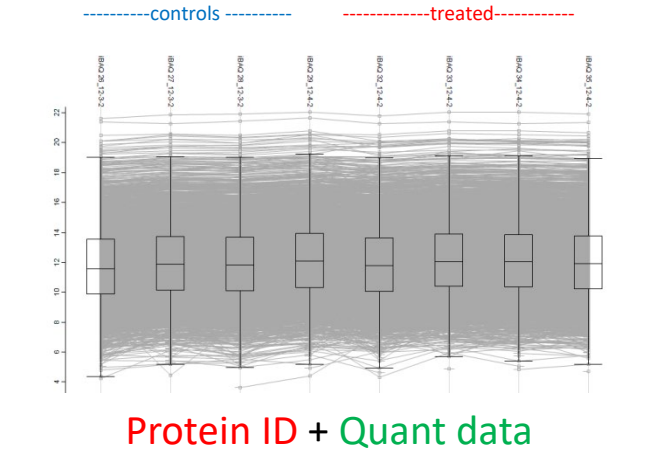 ----------controls ----------
-------------treated------------
iBAQ 26_12-3-2
iBAQ 27_12-3-2
iBAQ 28_12-3-2
iBAQ 29_12-4-2
iBAQ 32_12-4-2
iBAQ 33_12-4-2
iBAQ 34_12-4-2
iBAQ 35_12-4-2
22
20
18
16
14
12
10
8
6
4
Protein ID + Quant data